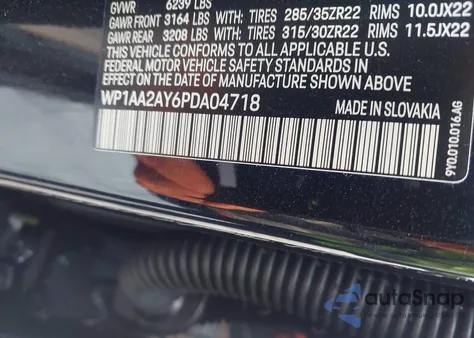 GVWR 6239 LBS
GAWR FRONT 3164 LBS WITH: TIRES 285/35ZR22 RIMS 10.0JX22
GAWR REAR 3208 LBS WITH: TIRES 315/30ZR22 RIMS 11.5JX22
THIS VEHICLE CONFORMS TO ALL APPLICABLE
FEDERAL MOTOR VEHICLE SAFETY STANDARDS
IN EFFECT ON THE DATE OF MANUFACTURE SHOWN ABOVE
WP1AA2AY6PDA04718 MADE IN SLOVAKIA
9Y0.010.016.AG
autoSnap